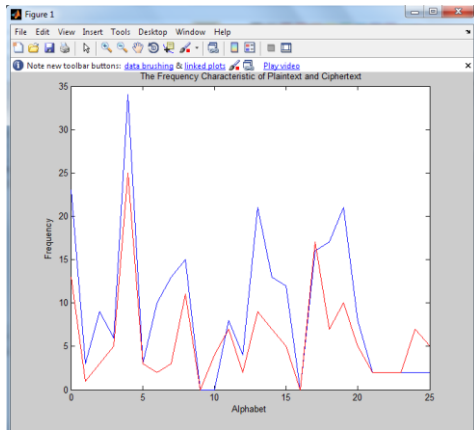 Figure 1
File Edit View Insert Tools Desktop Window Help
Note new toolbar buttons: data brushing & linked plots Play video
The Frequency Characteristic of Plaintext and Ciphertext
35
30
25
20
15
10
5
0
Frequency
0 5 10 15 20 25
Alphabet